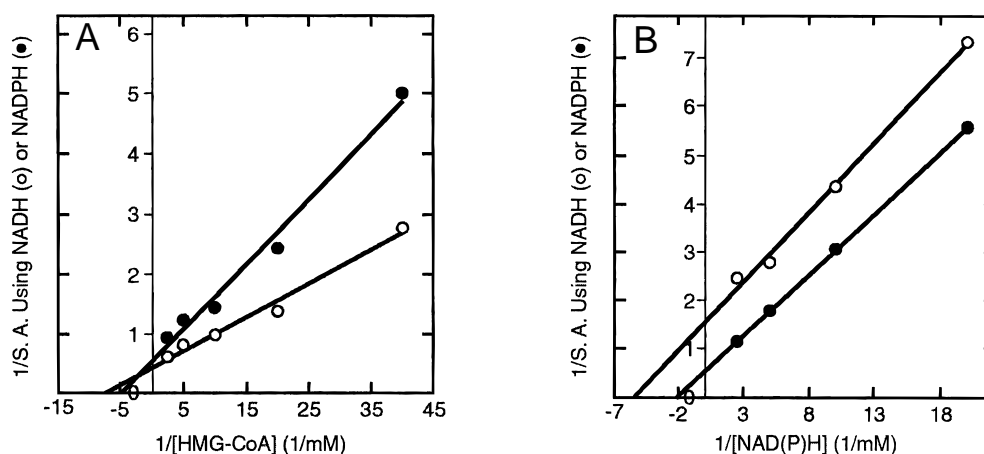 A
1/S. A. Using NADH (o) or NADPH (●)
6
5
4
3
2
1
0
-15 -5 5 15 25 35 45
1/[HMG-CoA] (1/mM)
B
1/S. A. Using NADH (o) or NADPH (●)
7
6
5
4
3
2
1
0
-7 -2 3 8 13 18
1/[NAD(P)H] (1/mM)